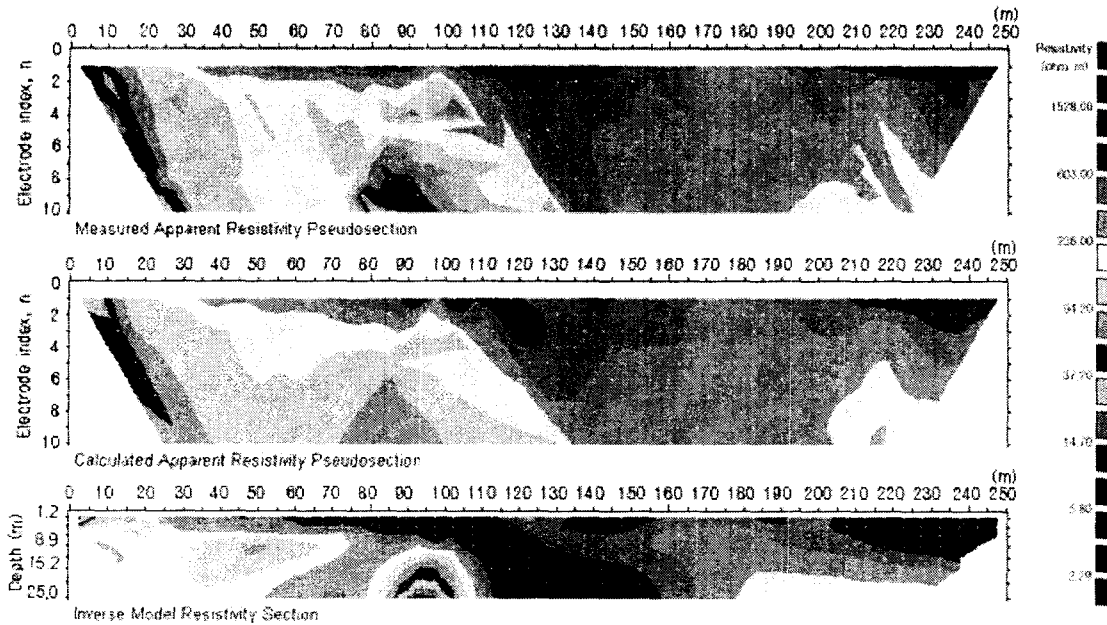 (m)
0 10 20 30 40 50 60 70 80 90 100 110 120 130 140 150 160 170 180 190 200 210 220 230 240 250
Electrode index, n
0
2
4
6
8
10
Measured Apparent Resistivity Pseudosection
(m)
0 10 20 30 40 50 60 70 80 90 100 110 120 130 140 150 160 170 180 190 200 210 220 230 240 250
Electrode index, n
0
2
4
6
8
10
Calculated Apparent Resistivity Pseudosection
(m)
0 10 20 30 40 50 60 70 80 90 100 110 120 130 140 150 160 170 180 190 200 210 220 230 240 250
Depth (m)
1.2
8.9
15.2
25.0
Inverse Model Resistivity Section
Resistivity
(ohm m)
1528.00
603.00
94.20
37.70
14.70
5.80